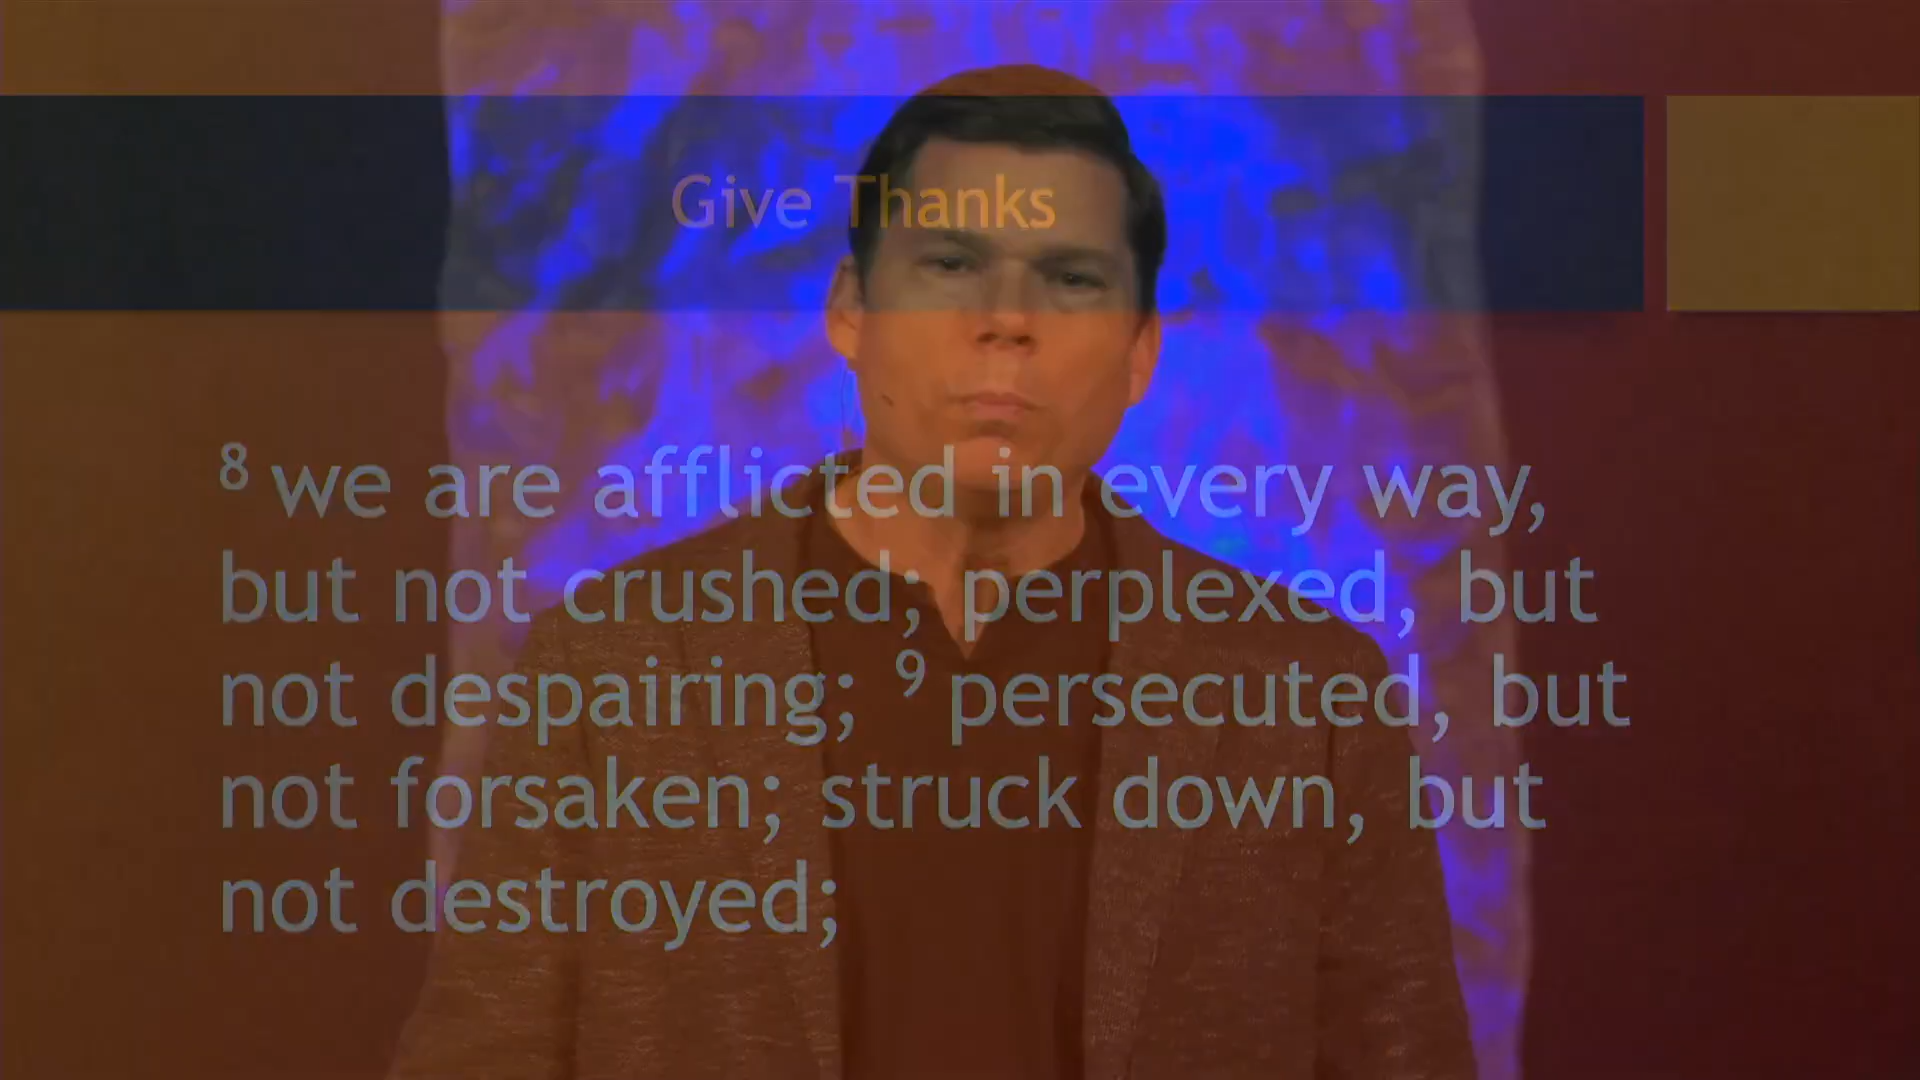 Give Thanks
8 we are afflicted in every way,
but not crushed; perplexed, but
not despairing; 9 persecuted, but
not forsaken; struck down, but
not destroyed;